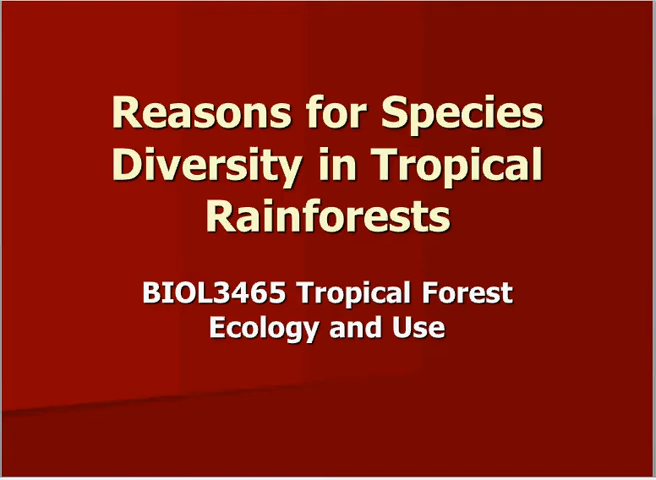 Reasons for Species
Diversity in Tropical
Rainforests
BIOL3465 Tropical Forest
Ecology and Use